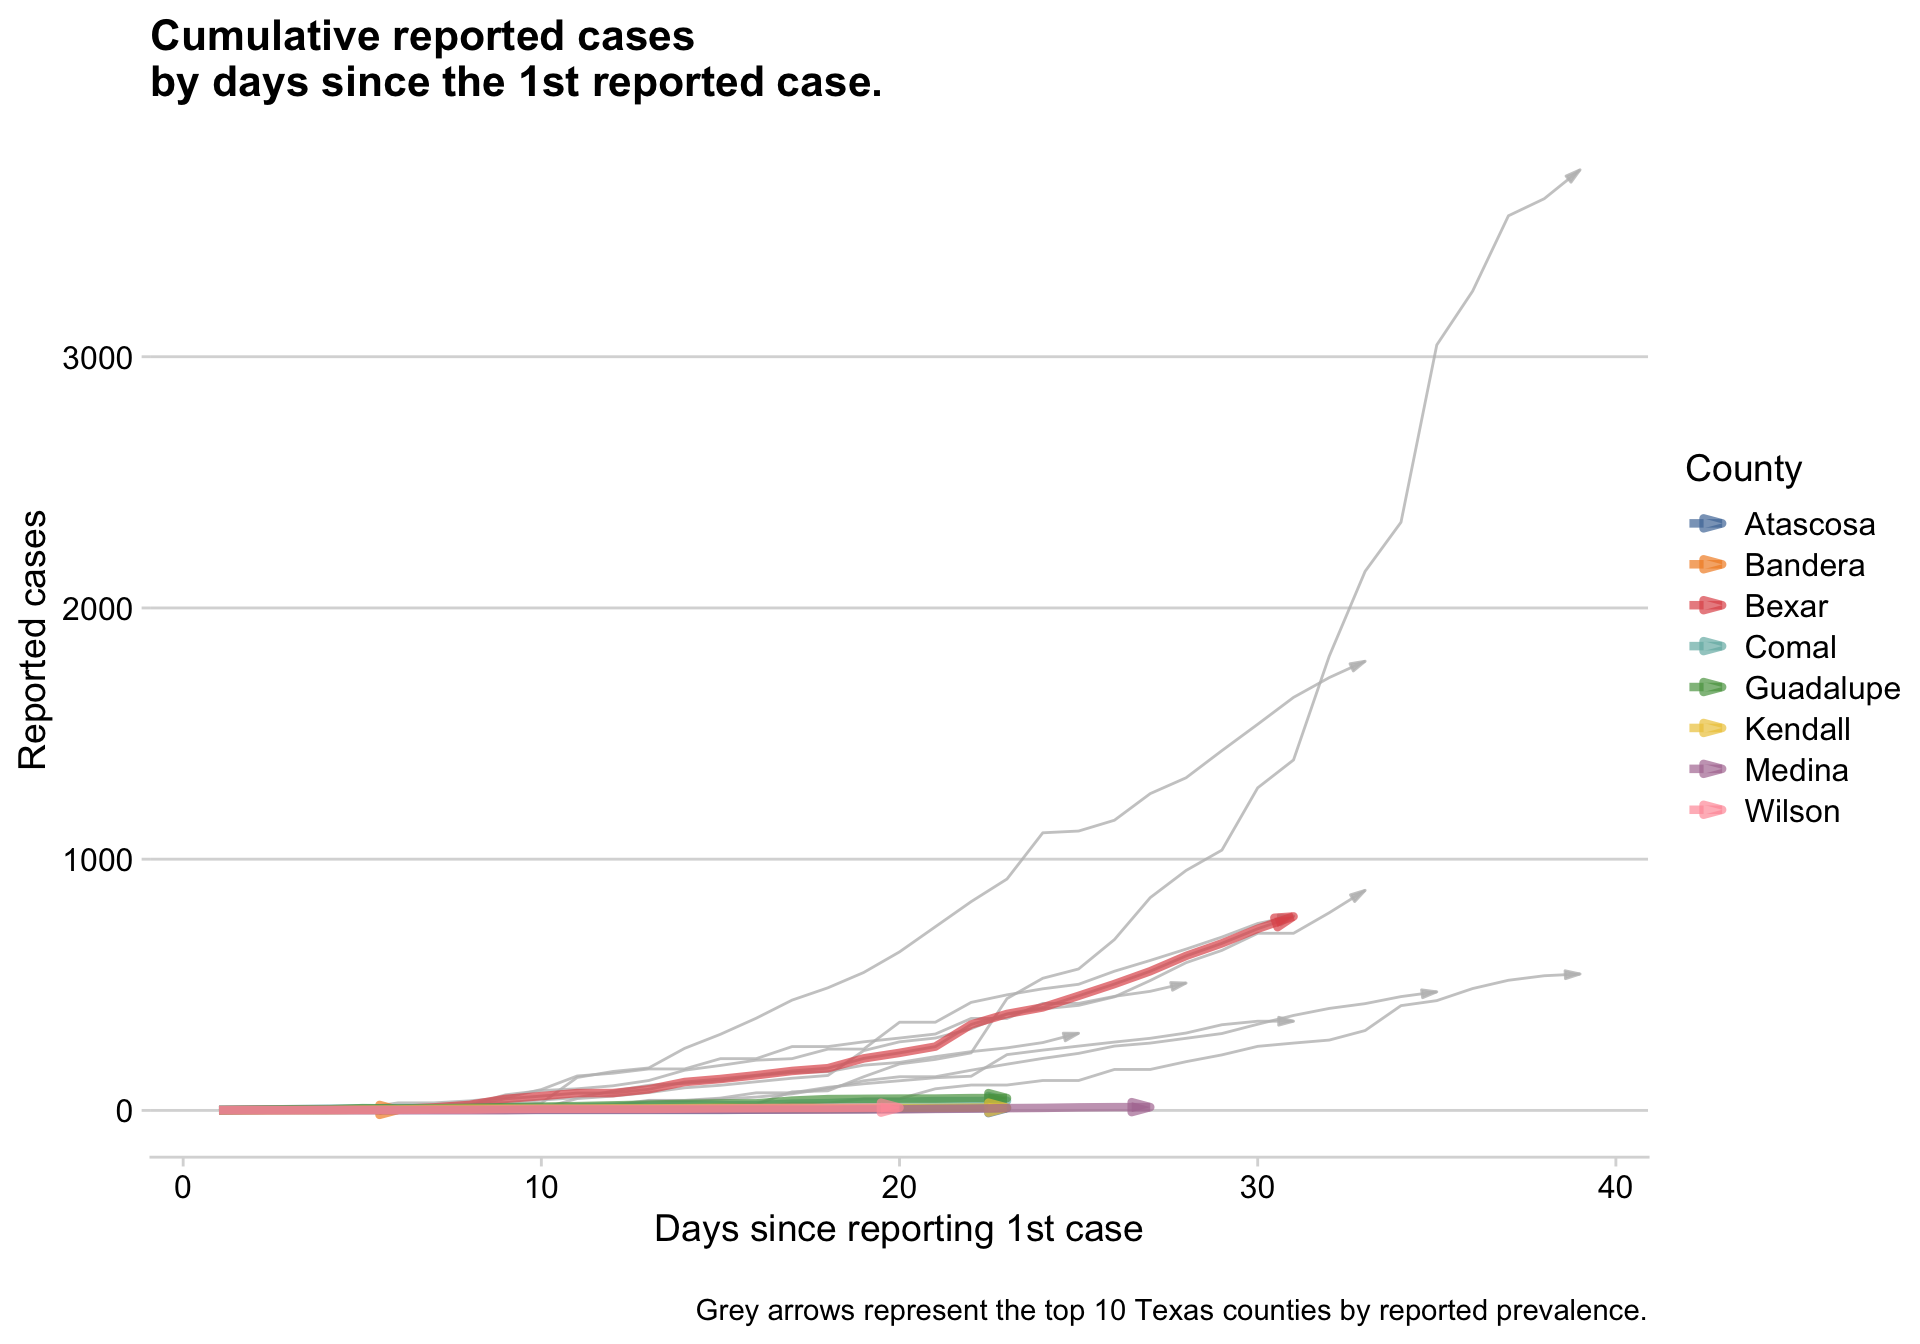 Cumulative reported cases
by days since the 1st reported case.
Reported cases
3000
2000
1000
0
0 10 20 30 40
Days since reporting 1st case
County
Atascosa
Bandera
Bexar
Comal
Guadalupe
Kendall
Medina
Wilson
Grey arrows represent the top 10 Texas counties by reported prevalence.